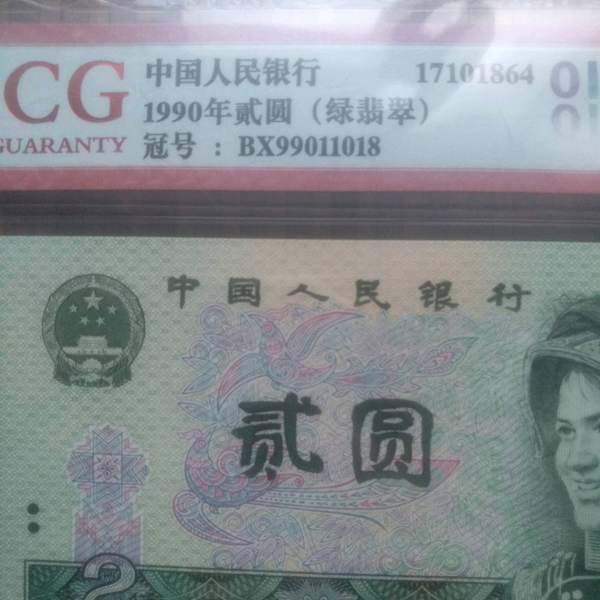 CG
GUARANTY
中国人民银行 17101864
1990年贰圆（绿翡翠）
冠号 : BX99011018
中国人民银行
贰圆
2